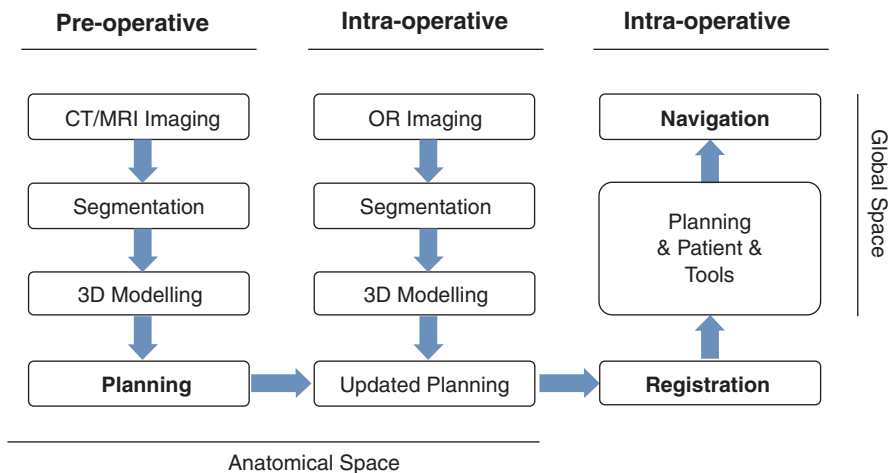 Pre-operative
Intra-operative
Intra-operative
CT/MRI Imaging
OR Imaging
Navigation
Segmentation
Segmentation
Planning
& Patient &
Tools
3D Modelling
3D Modelling
Planning
Updated Planning
Registration
Anatomical Space
Global Space